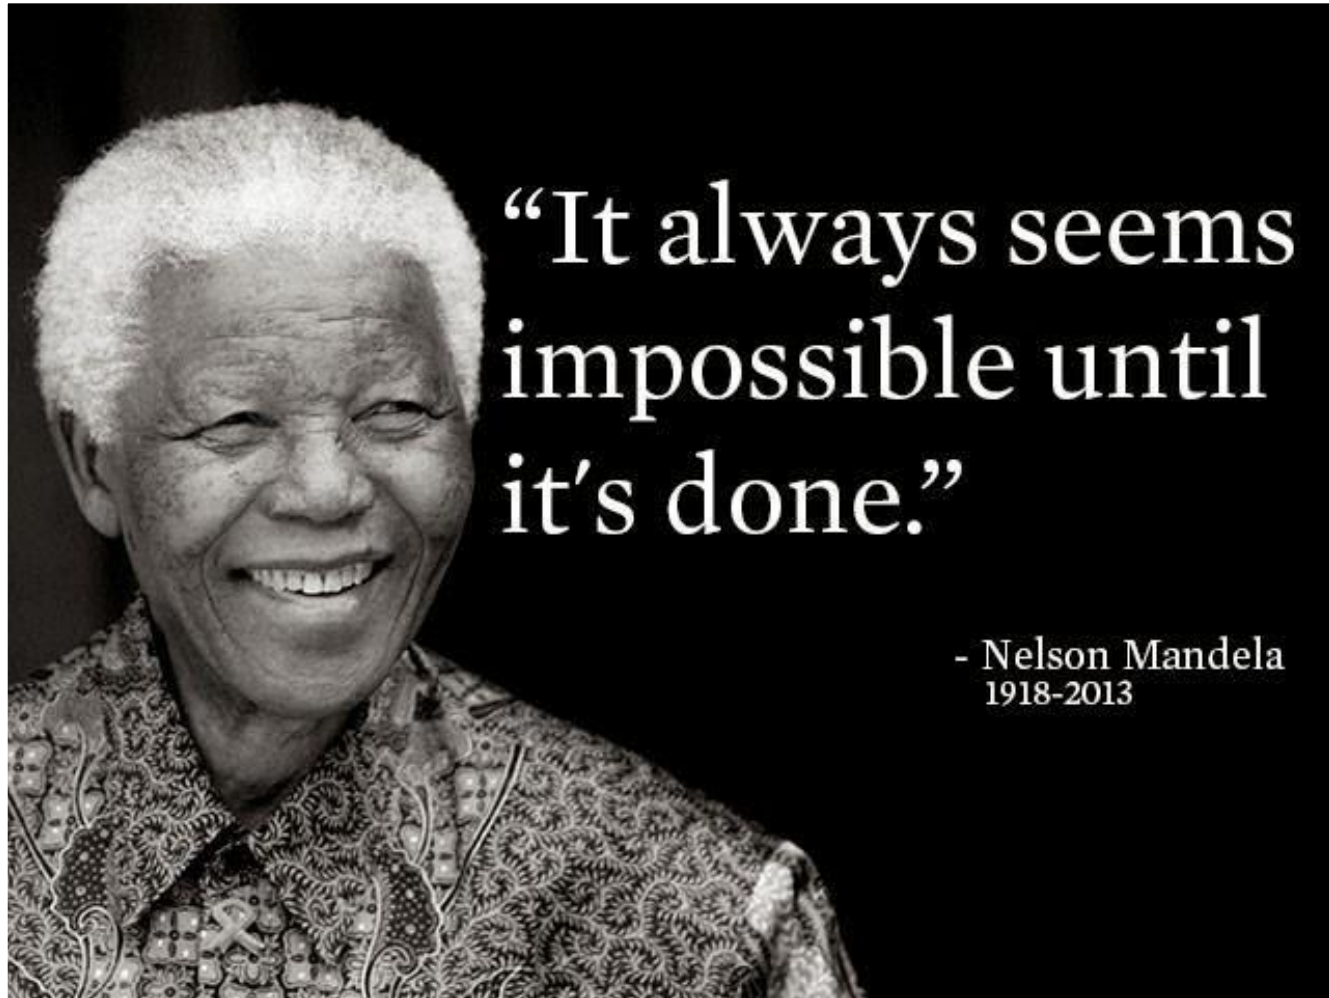 “It always seems
impossible until
it's done.”
- Nelson Mandela
1918-2013